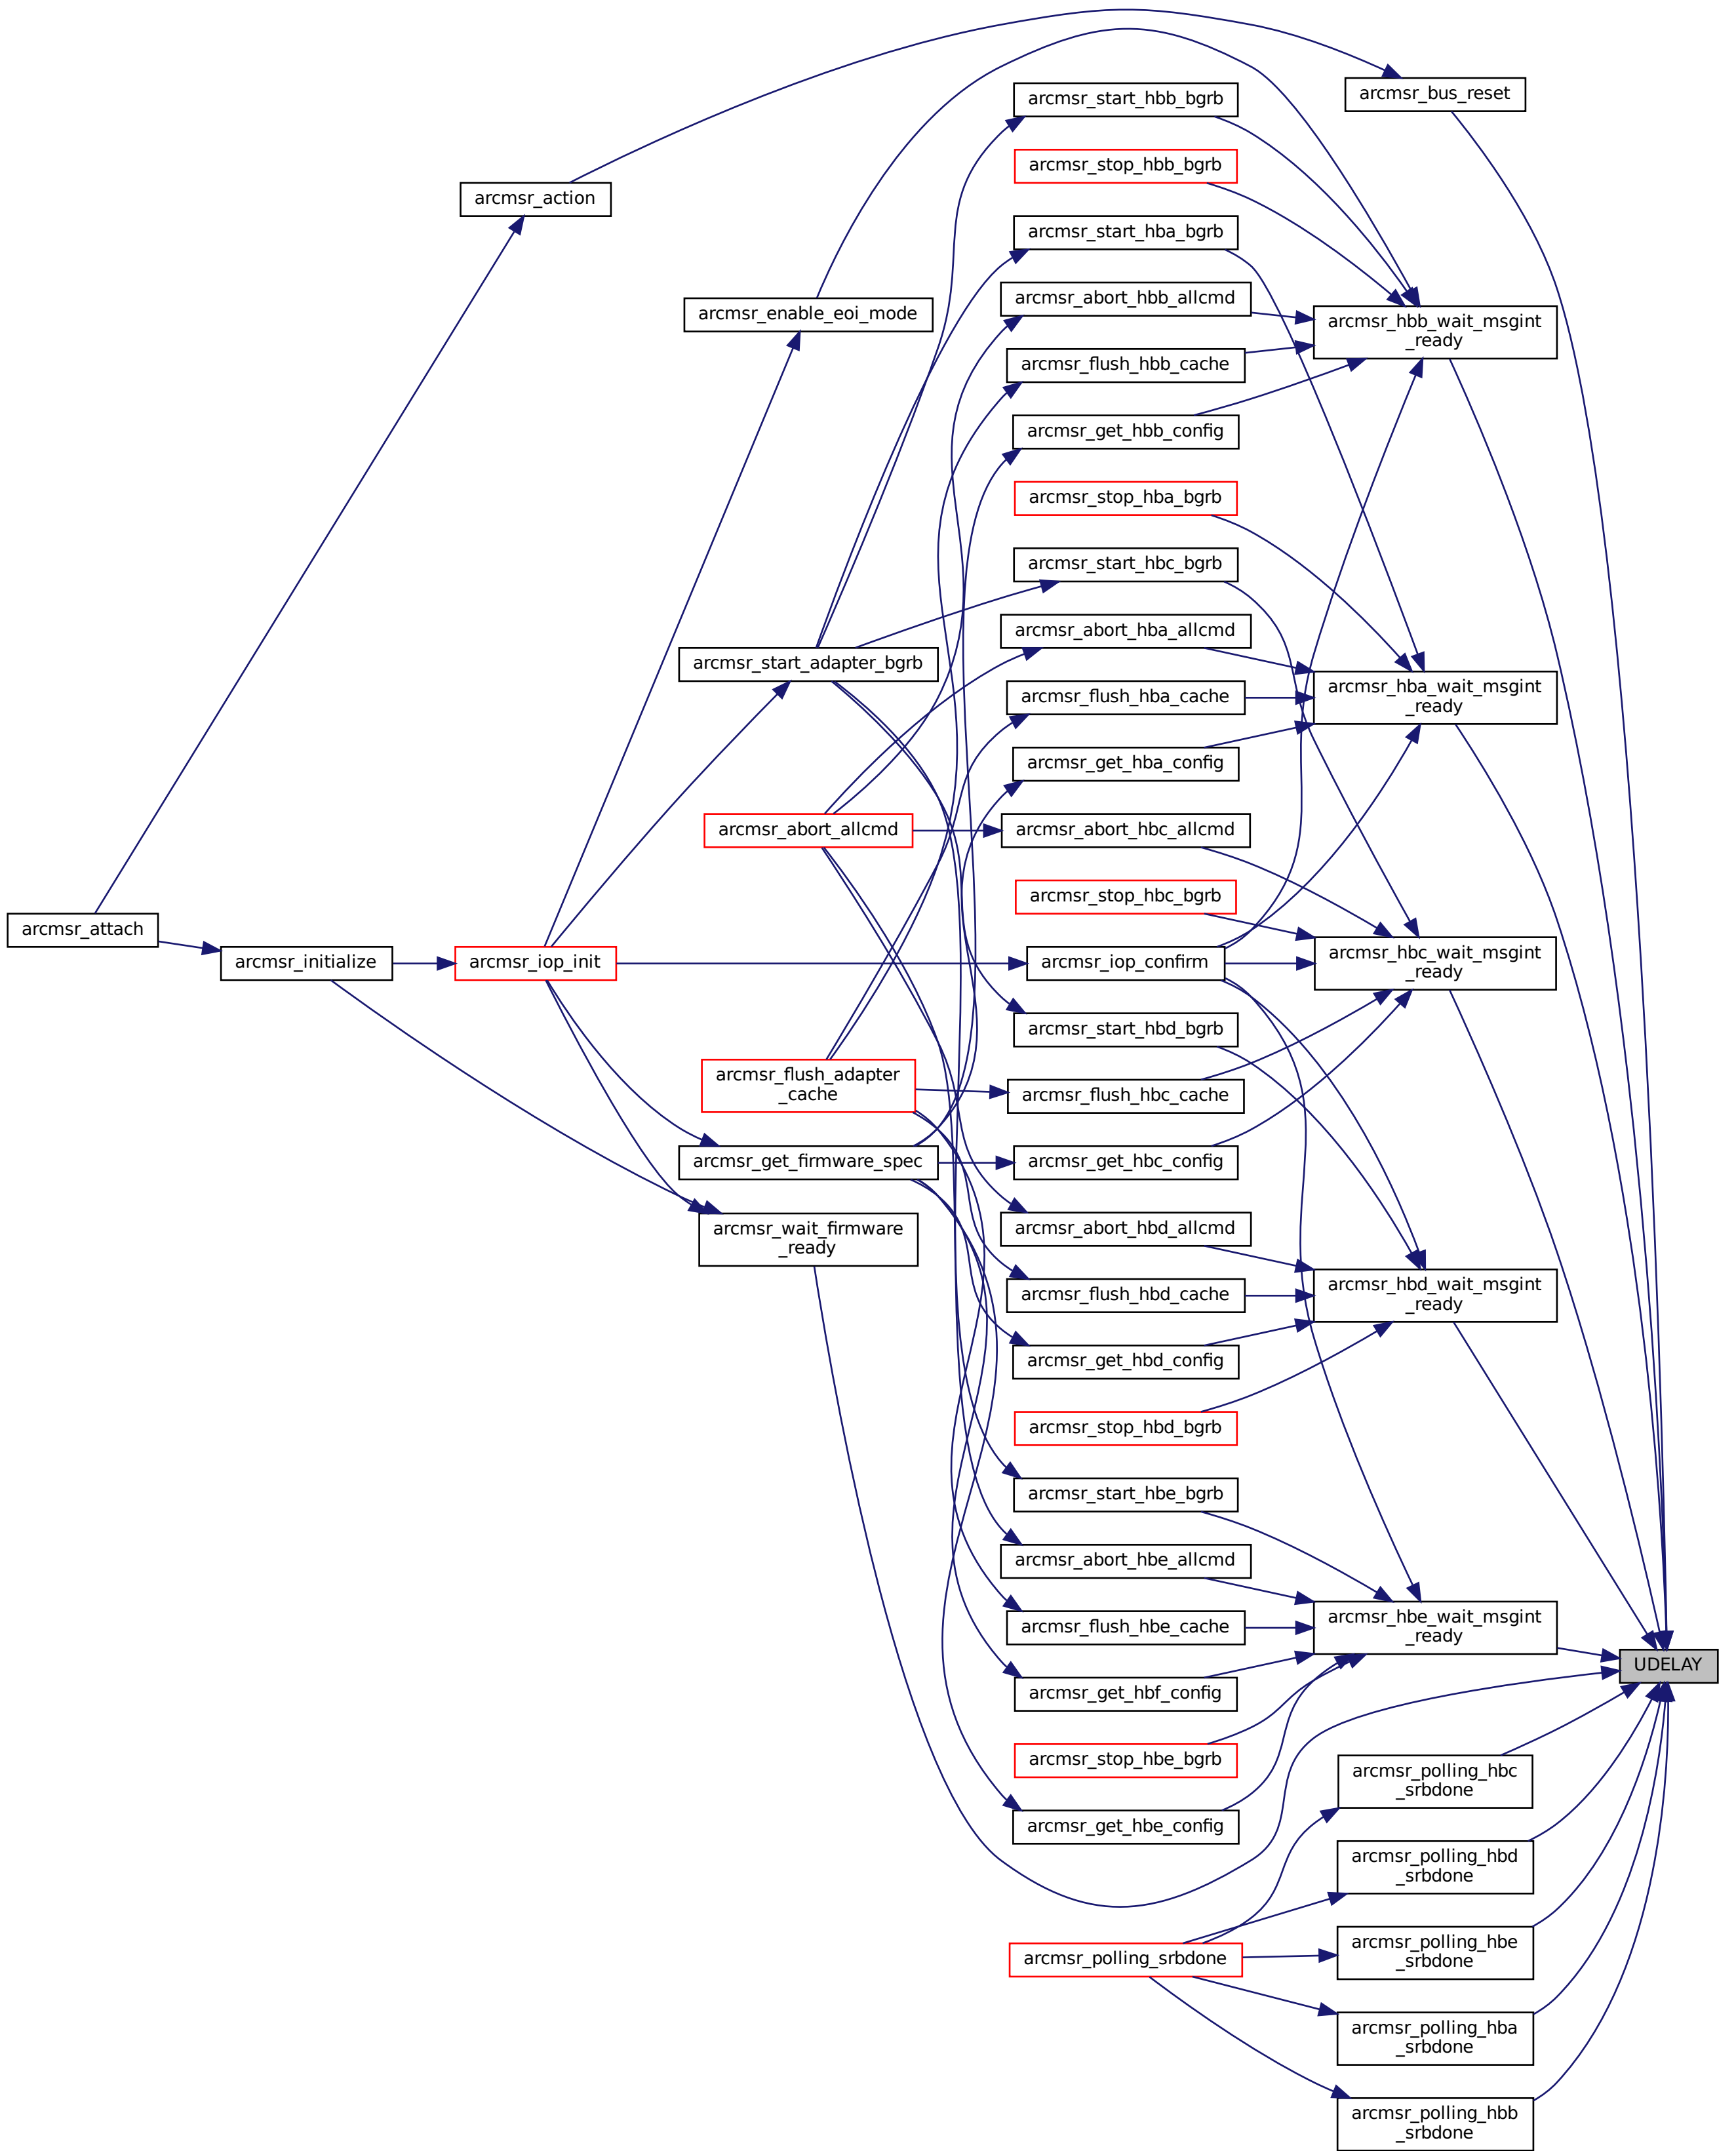 arcmsr_bus_reset
arcmsr_start_hbb_bgrb
arcmsr_stop_hbb_bgrb
arcmsr_action
arcmsr_start_hba_bgrb
arcmsr_abort_hbb_allcmd
arcmsr_enable_eoi_mode
arcmsr_hbb_wait_msgint
_ready
arcmsr_flush_hbb_cache
arcmsr_get_hbb_config
arcmsr_stop_hba_bgrb
arcmsr_start_hbc_bgrb
arcmsr_abort_hba_allcmd
arcmsr_start_adapter_bgrb
arcmsr_hba_wait_msgint
_ready
arcmsr_flush_hba_cache
arcmsr_get_hba_config
arcmsr_abort_allcmd
arcmsr_abort_hbc_allcmd
arcmsr_stop_hbc_bgrb
arcmsr_attach
arcmsr_initialize
arcmsr_iop_init
arcmsr_iop_confirm
arcmsr_hbc_wait_msgint
_ready
arcmsr_start_hbd_bgrb
arcmsr_flush_adapter
_cache
arcmsr_flush_hbc_cache
arcmsr_get_firmware_spec
arcmsr_get_hbc_config
arcmsr_wait_firmware
_ready
arcmsr_abort_hbd_allcmd
arcmsr_flush_hbd_cache
arcmsr_hbd_wait_msgint
_ready
arcmsr_get_hbd_config
arcmsr_stop_hbd_bgrb
arcmsr_start_hbe_bgrb
arcmsr_abort_hbe_allcmd
arcmsr_flush_hbe_cache
arcmsr_hbe_wait_msgint
_ready
arcmsr_get_hbf_config
UDELAY
arcmsr_stop_hbe_bgrb
arcmsr_polling_hbc
_srbdone
arcmsr_get_hbe_config
arcmsr_polling_hbd
_srbdone
arcmsr_polling_srbdone
arcmsr_polling_hbe
_srbdone
arcmsr_polling_hba
_srbdone
arcmsr_polling_hbb
_srbdone